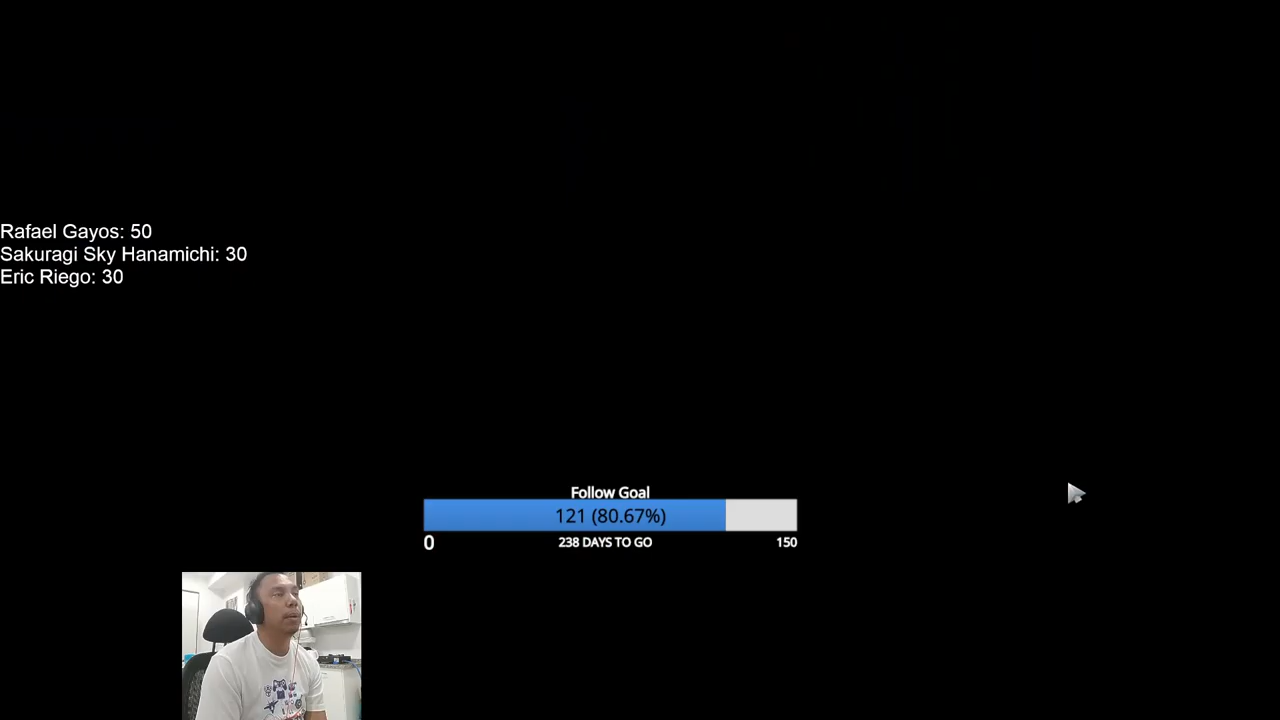 Rafael Gayos: 50
Sakuragi Sky Hanamichi: 30
Eric Riego: 30
Follow Goal
121 (80.67%)
0
238 DAYS TO GO
150